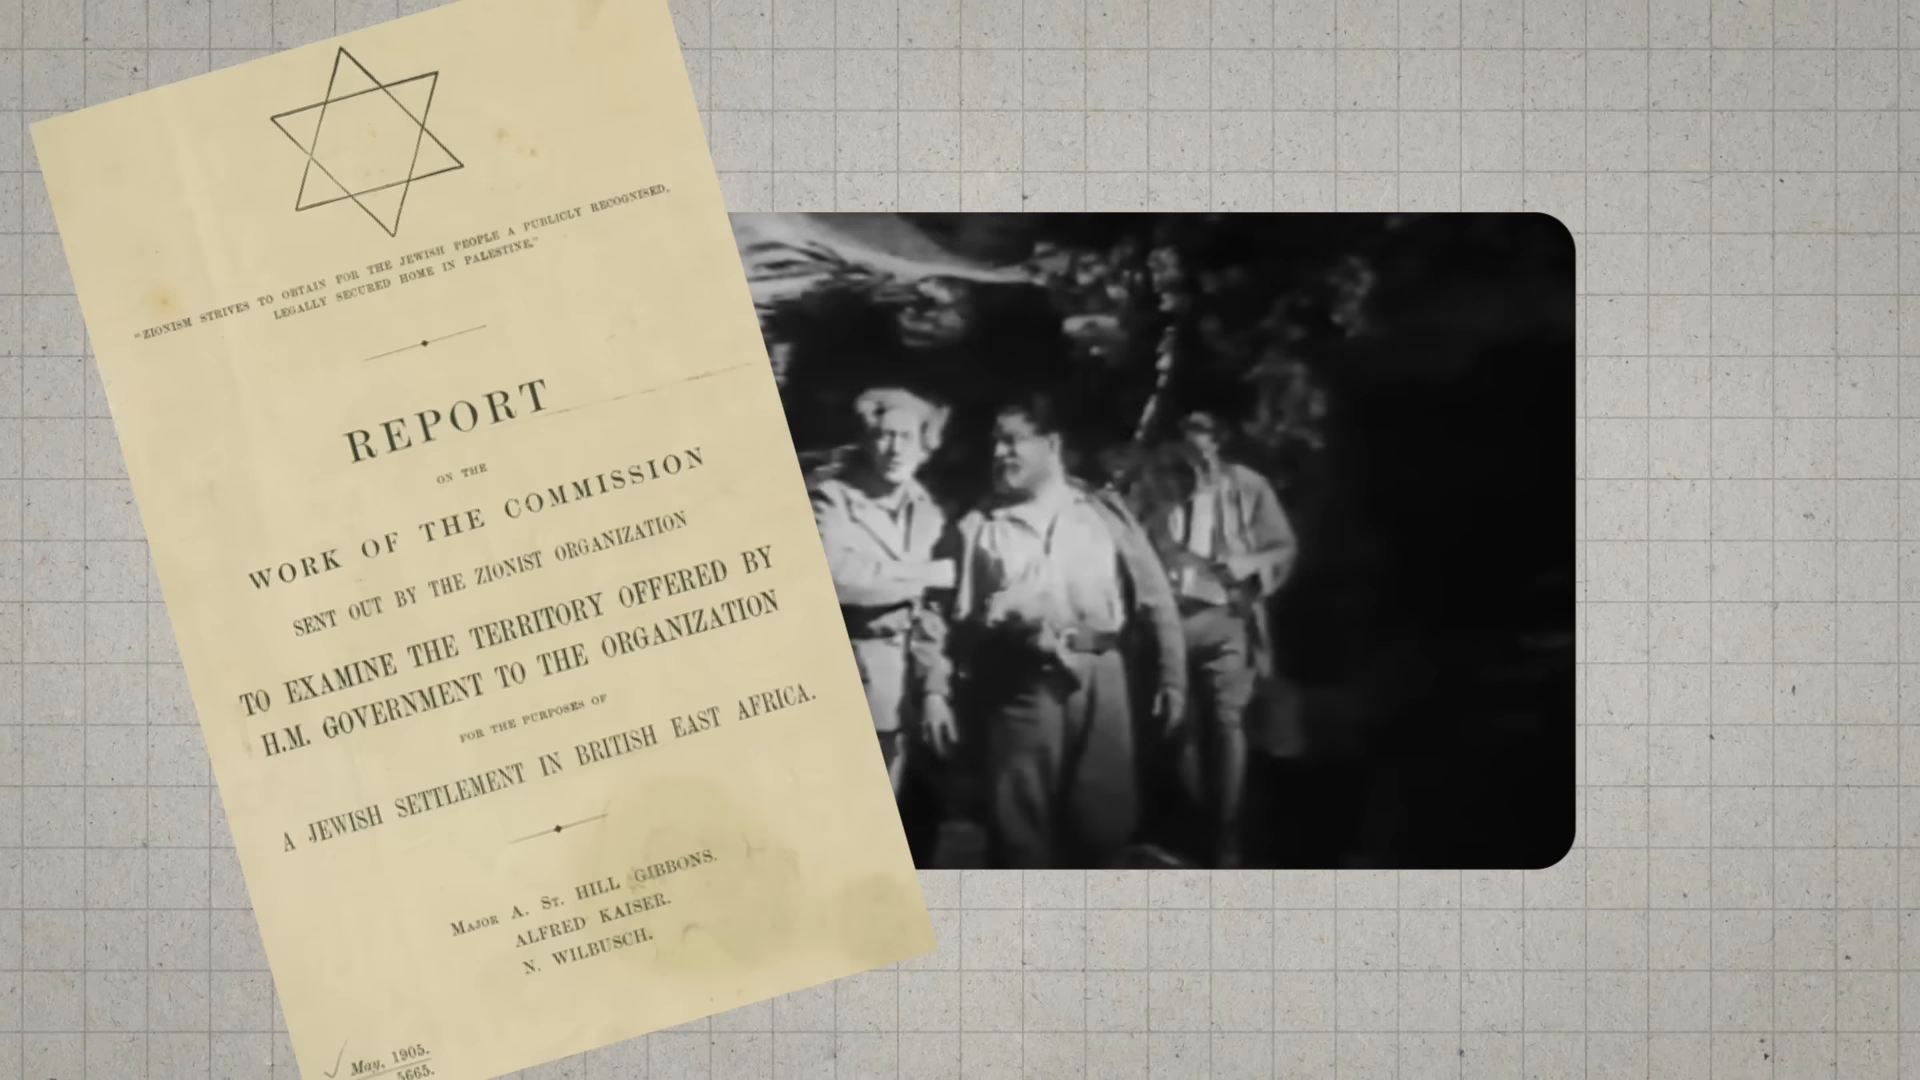 "ZIONISM STRIVES TO OBTAIN FOR THE JEWISH PEOPLE A PUBLICLY RECOGNISED,
LEGALLY SECURED HOME IN PALESTINE."
REPORT
ON THE
WORK OF THE COMMISSION
SENT OUT BY THE ZIONIST ORGANIZATION
TO EXAMINE THE TERRITORY OFFERED BY
H.M. GOVERNMENT TO THE ORGANIZATION
FOR THE PURPOSES OF
A JEWISH SETTLEMENT IN BRITISH EAST AFRICA.
MAJOR A. ST. HILL GIBBONS.
ALFRED KAISER.
N. WILBUSCH.
May, 1905.
5665.